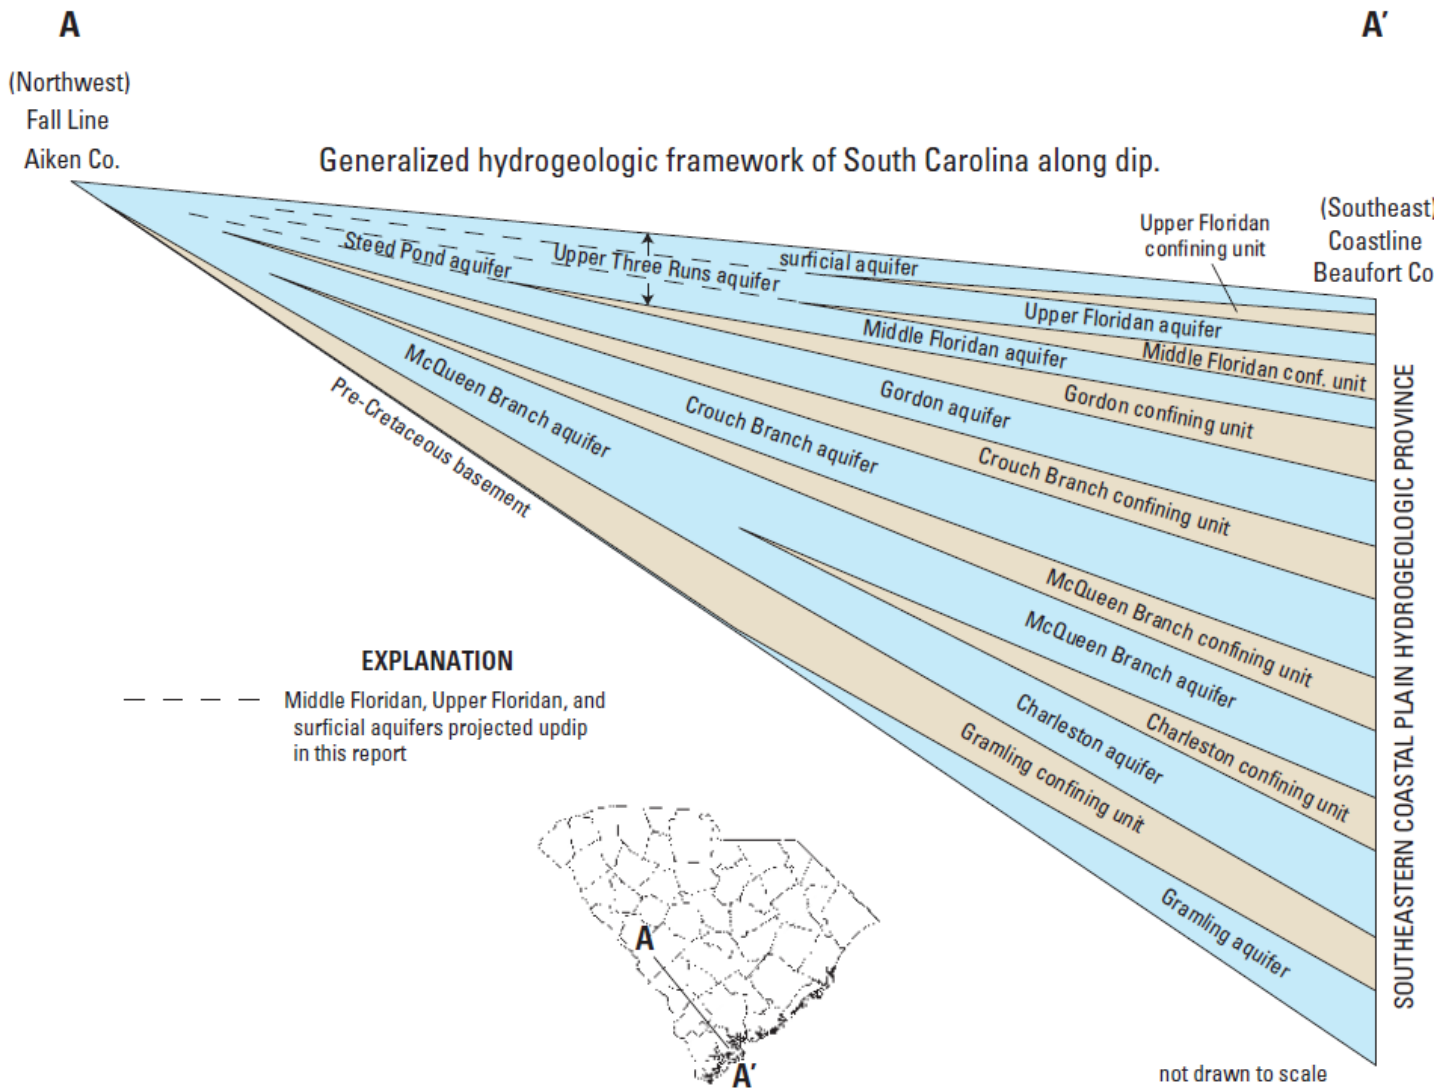 A
A′
(Northwest)
Fall Line
Aiken Co.
Generalized hydrogeologic framework of South Carolina along dip.
(Southeast)
Coastline
Beaufort Co
Upper Floridan
confining unit
surficial aquifer
Steed Pond aquifer
Upper Three Runs aquifer
Upper Floridan aquifer
Middle Floridan aquifer
Middle Floridan conf. unit
Gordon aquifer
Gordon confining unit
McQueen Branch aquifer
Crouch Branch aquifer
Crouch Branch confining unit
Pre-Cretaceous basement
McQueen Branch confining unit
McQueen Branch aquifer
Charleston aquifer
Charleston confining unit
Gramling confining unit
Gramling aquifer
SOUTHEASTERN COASTAL PLAIN HYDROGEOLOGIC PROVINCE
EXPLANATION
Middle Floridan, Upper Floridan, and
surficial aquifers projected updip
in this report
A
A′
not drawn to scale